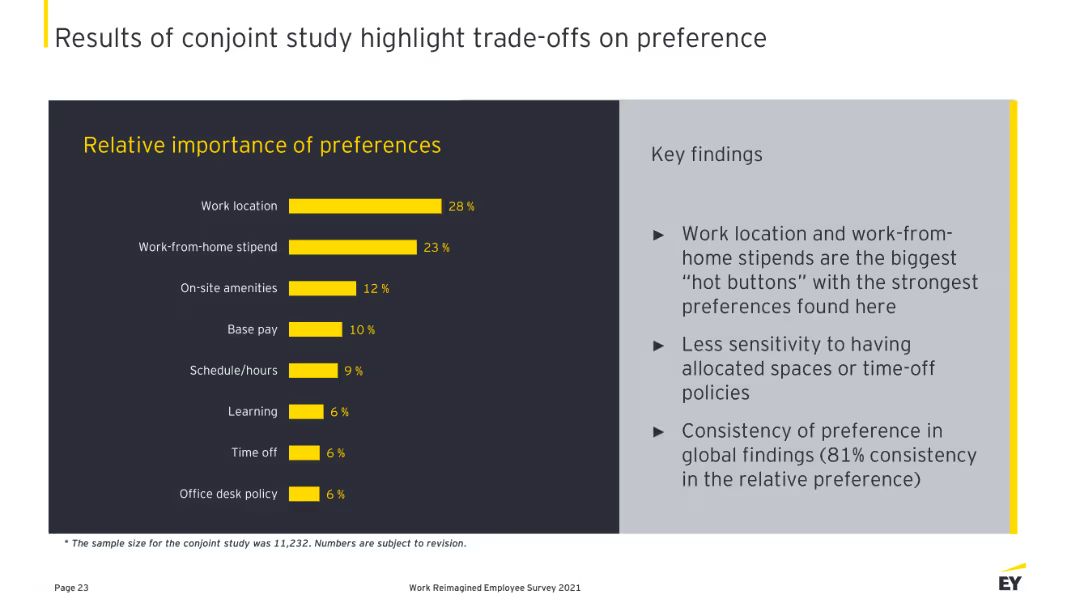 Results of conjoint study highlight trade-offs on preference
Relative importance of preferences
Work location 28 %
Work-from-home stipend 23 %
On-site amenities 12 %
Base pay 10 %
Schedule/hours 9 %
Learning 6 %
Time off 6 %
Office desk policy 6 %
Key findings
► Work location and work-from-
home stipends are the biggest
“hot buttons” with the strongest
preferences found here
► Less sensitivity to having
allocated spaces or time-off
policies
► Consistency of preference in
global findings (81% consistency
in the relative preference)
* The sample size for the conjoint study was 11,232. Numbers are subject to revision.
Page 23
Work Reimagined Employee Survey 2021
EY